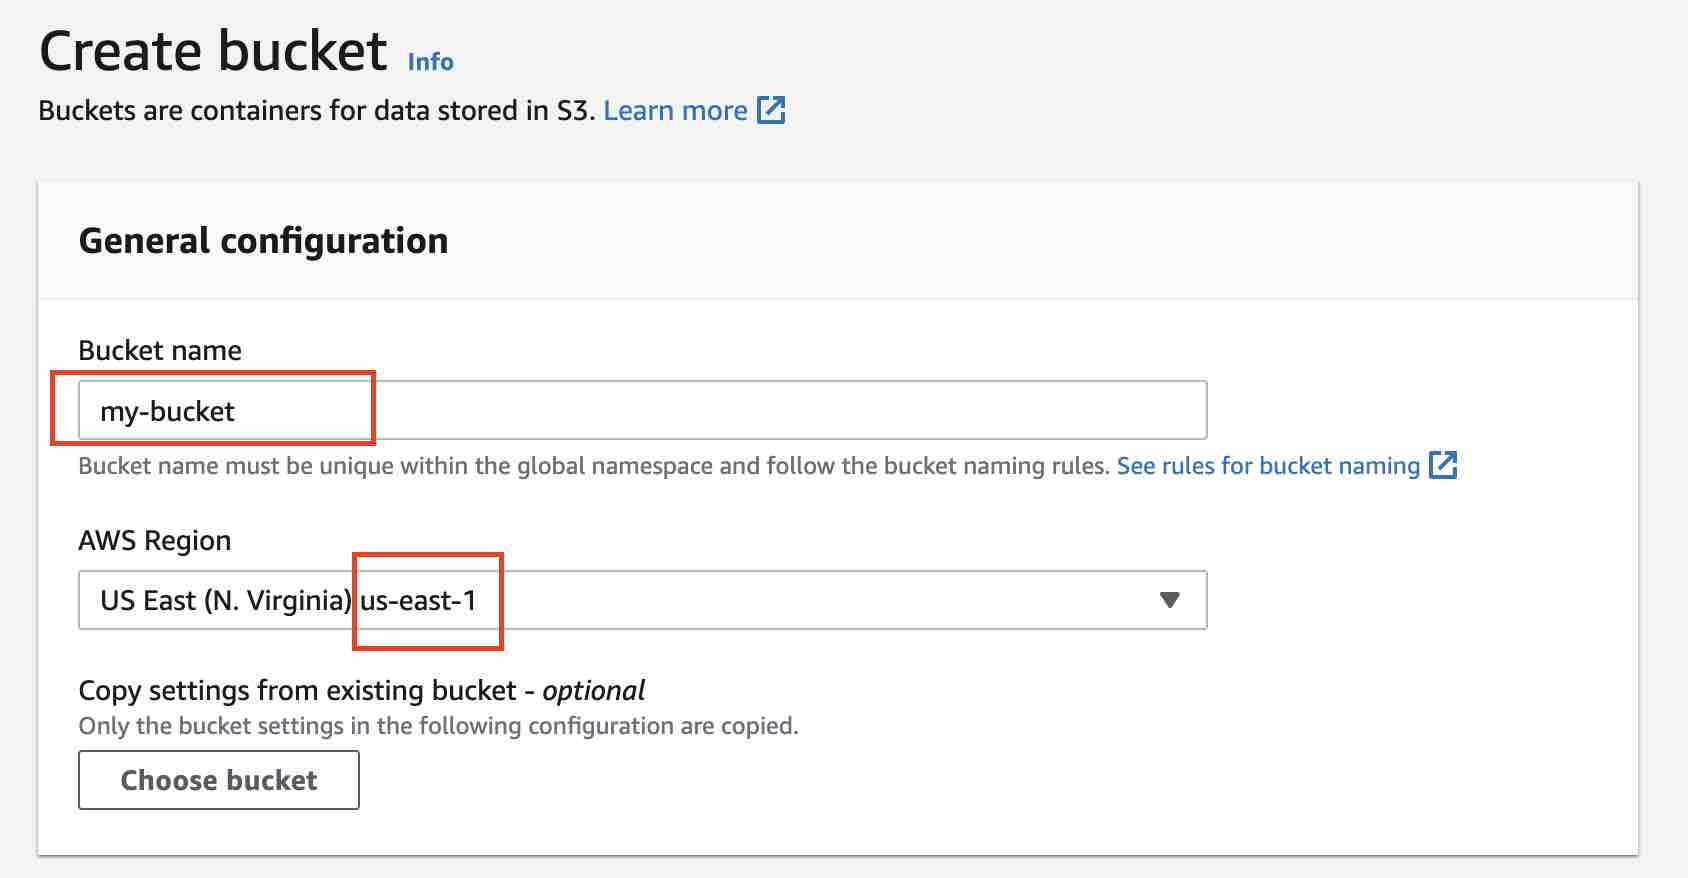 Create bucket Info
Buckets are containers for data stored in S3. Learn more
General configuration
Bucket name
my-bucket
Bucket name must be unique within the global namespace and follow the bucket naming rules. See rules for bucket naming
AWS Region
US East (N. Virginia) us-east-1
Copy settings from existing bucket - optional
Only the bucket settings in the following configuration are copied.
Choose bucket